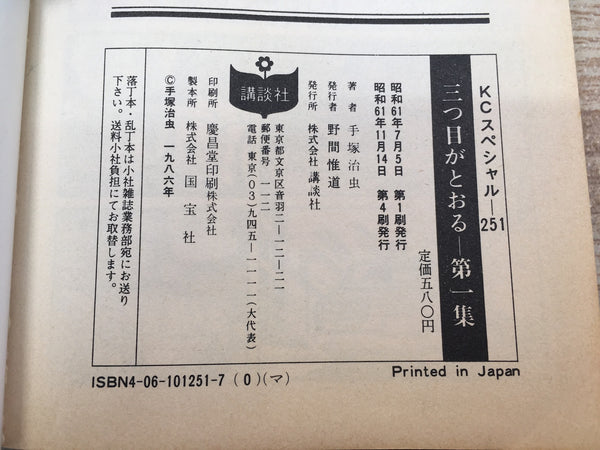 KCスペシャル—251
三つ目がとおる—第一集
定価五八〇円
昭和61年7月5日 第1刷発行
昭和61年11月14日 第4刷発行
著者 手塚治虫
発行者 野間惟道
発行所 株式会社講談社
東京都文京区音羽二—一二—二一
郵便番号 一一二
電話 東京(03)九四五—一一一一(大代表)
講談社
印刷所 慶昌堂印刷株式会社
製本所 株式会社国宝社
©手塚治虫 一九八六年
落丁本・乱丁本は小社雑誌業務部宛にお送り
下さい。送料小社負担にてお取替します。
ISBN4-06-101251-7 (0)(マ)
Printed in Japan